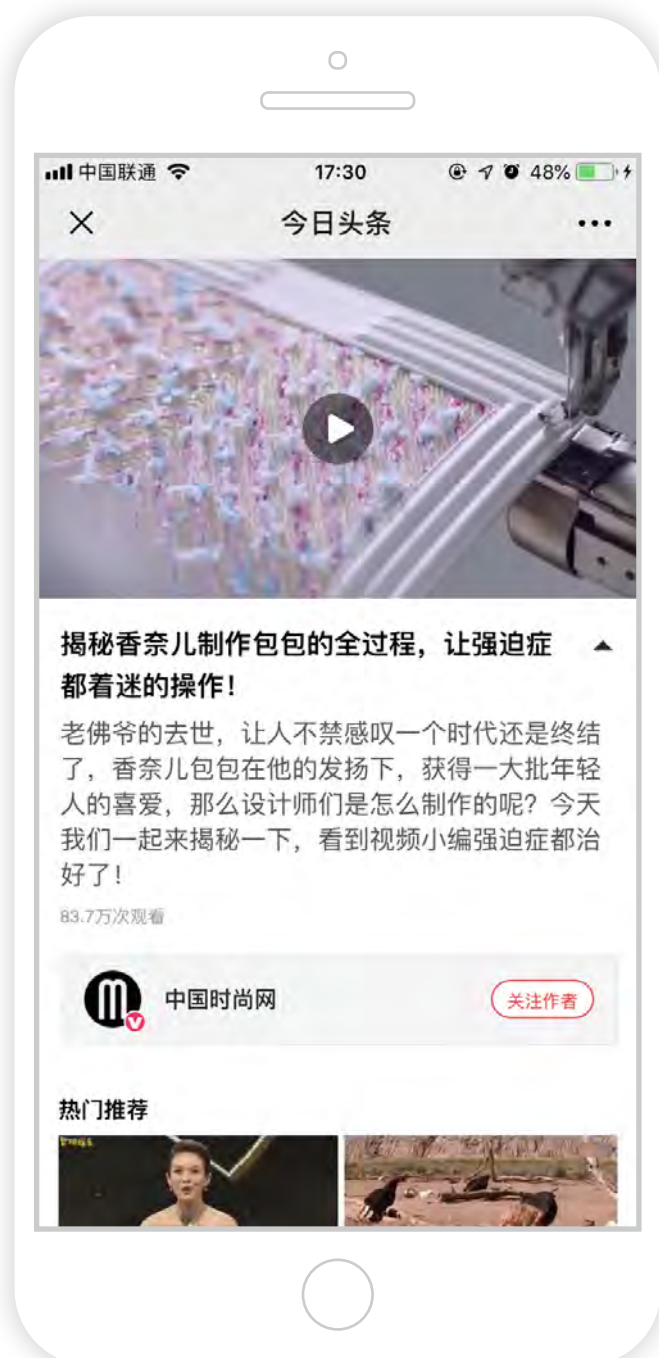 中国联通 17:30 48%
今日头条
揭秘香奈儿制作包包的全过程，让强迫症
都着迷的操作！
老佛爷的去世，让人不禁感叹一个时代还是终结
了，香奈儿包包在他的发扬下，获得一大批年轻
人的喜爱，那么设计师们是怎么制作的呢？今天
我们一起来揭秘一下，看到视频小编强迫症都治
好了！
83.7万次观看
中国时尚网 关注作者
热门推荐